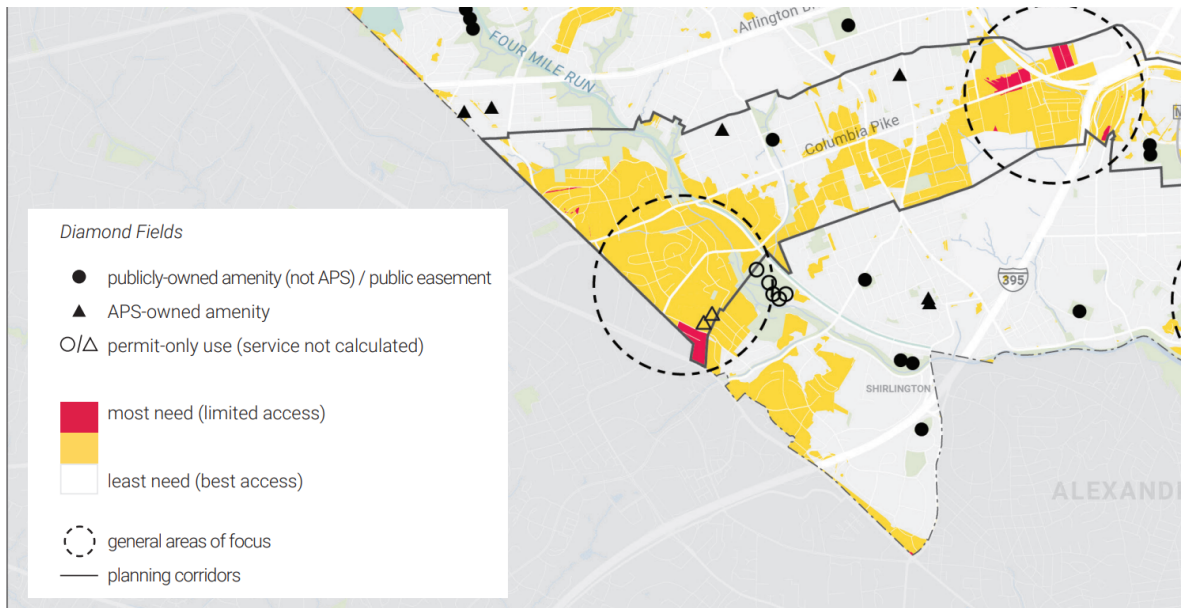 Arlington B
FOUR MILE RUN
Columbia Pike
M
395
SHIRLINGTON
ALEXAND
Diamond Fields
publicly-owned amenity (not APS) / public easement
APS-owned amenity
permit-only use (service not calculated)
most need (limited access)
least need (best access)
general areas of focus
planning corridors